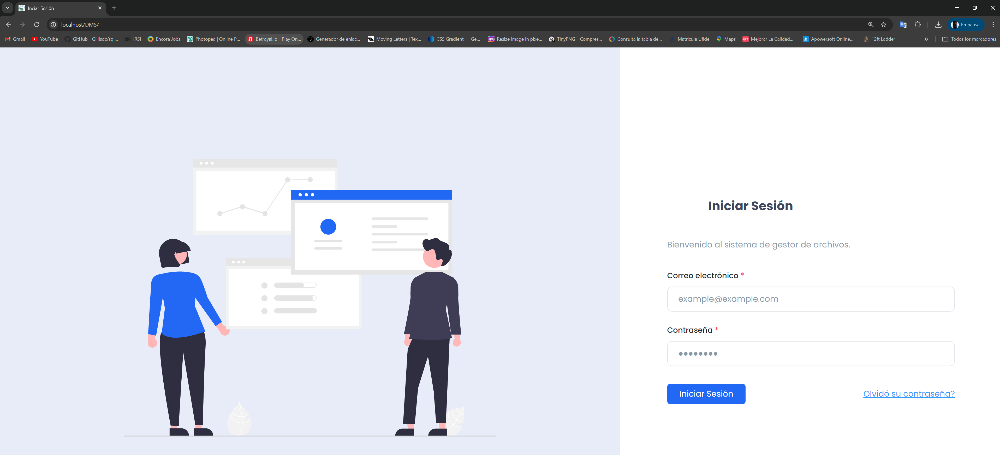 Inciar Sesión
localhost/DMS/
En pausa
Gmail YouTube GitHub - Gillisdc/sql... IRSI Encora Jobs Photopea | Online P... Betrayal.io - Play On... Generador de enlac... Moving Letters | Tex... CSS Gradient — Ge... JPG Resize image in pixe... TinyPNG – Compres... Consulta la tabla de... Matricula Ufide Maps Mejorar La Calidad... Apowersoft Online... 12ft Ladder » Todos los marcadores
Iniciar Sesión
Bienvenido al sistema de gestor de archivos.
Correo electrónico *
example@example.com
Contraseña *
••••••••
Iniciar Sesión Olvidó su contraseña?